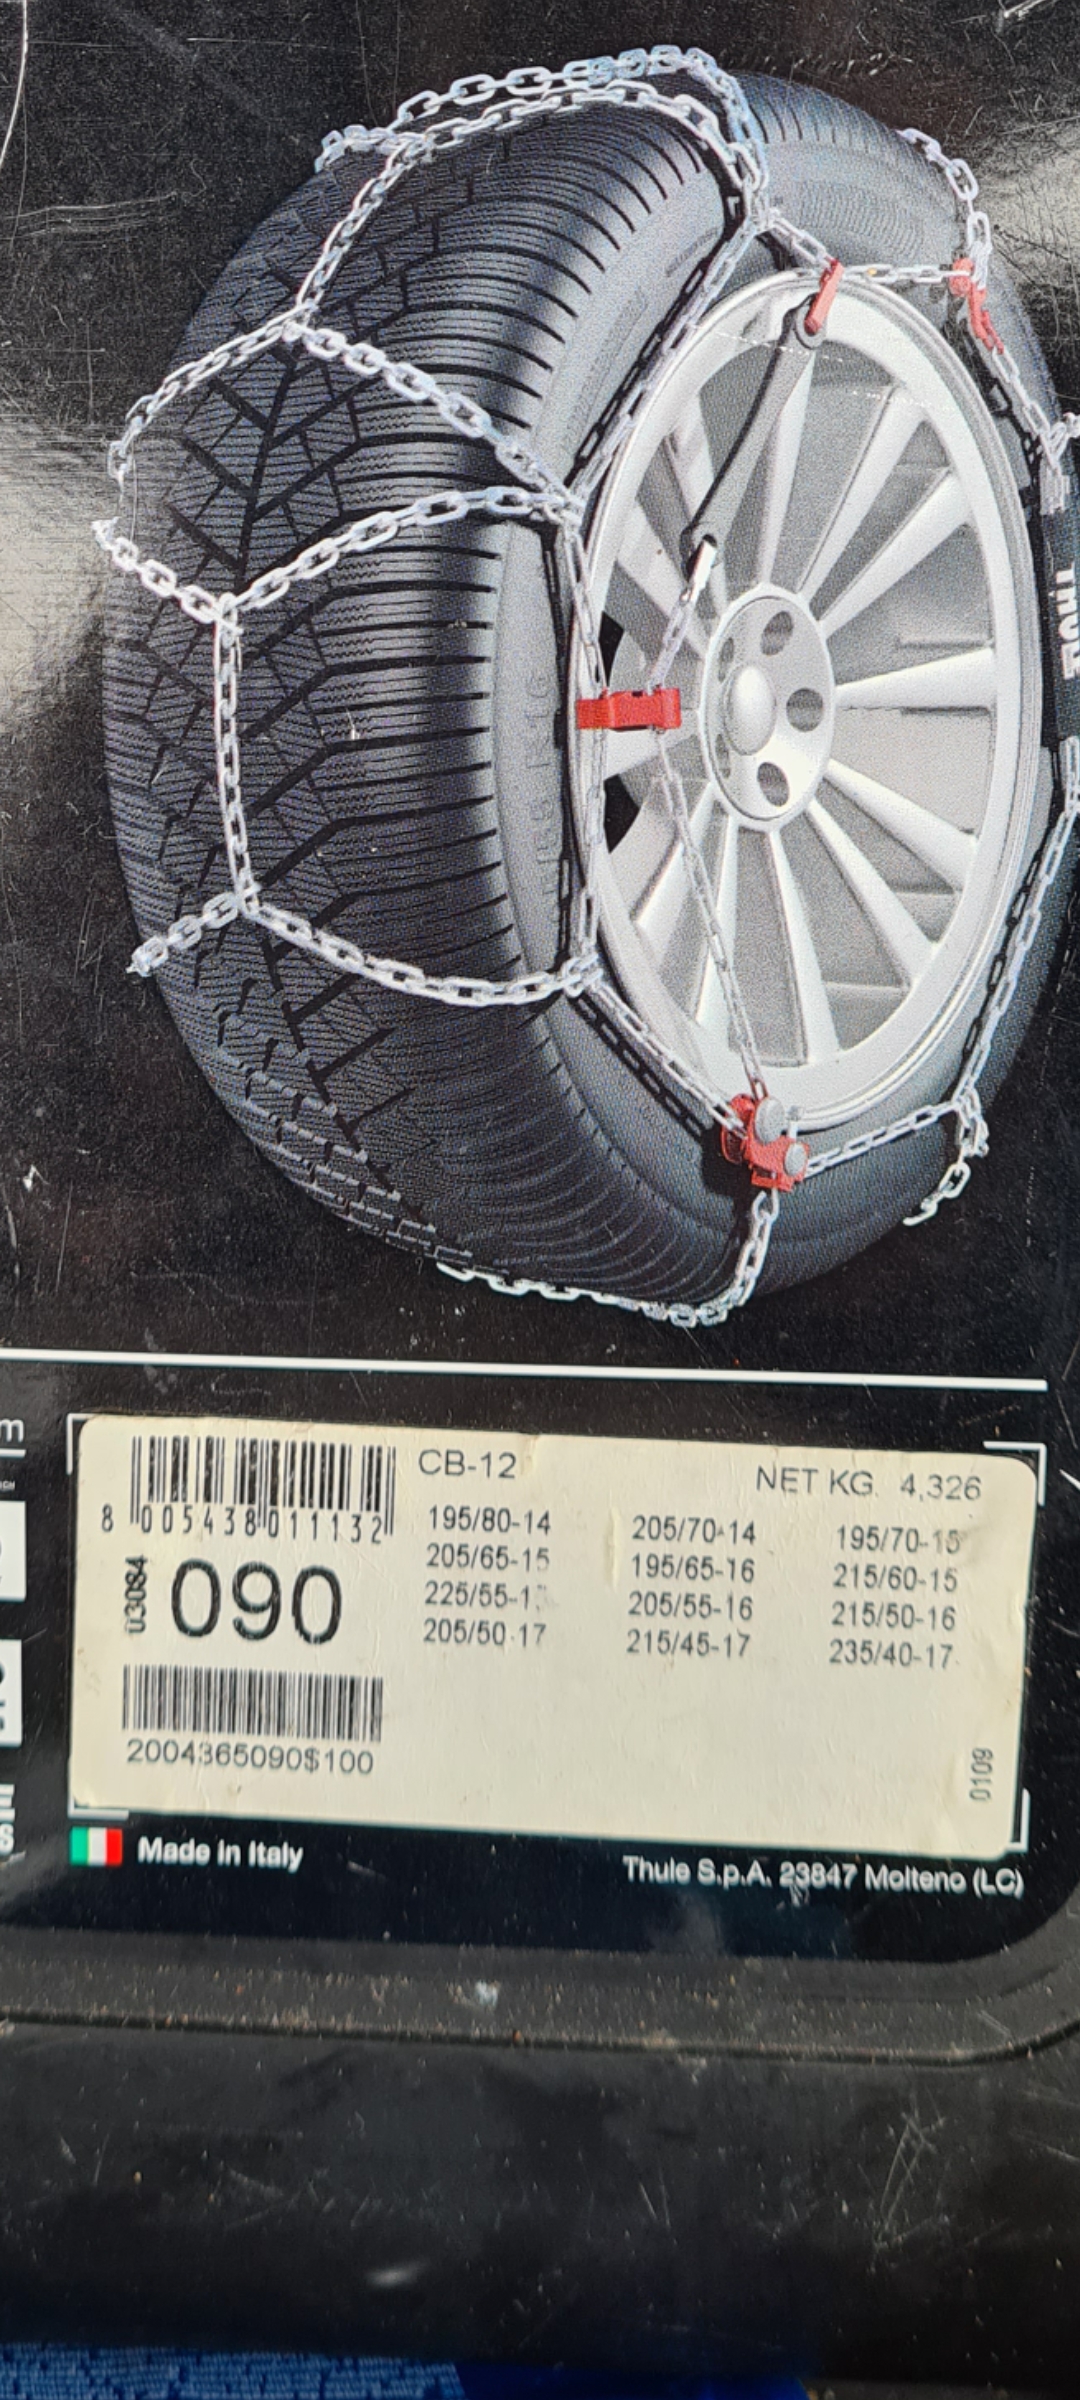 THULE
CB-12
NET KG. 4,326
8 005438 011132
03084
090
195/80-14 205/70-14 195/70-15
205/65-15 195/65-16 215/60-15
205/55-16 215/50-16
205/50-17 215/45-17 235/40-17
2004365090$100
0109
Made in Italy
Thule S.p.A. 23847 Molteno (LC)